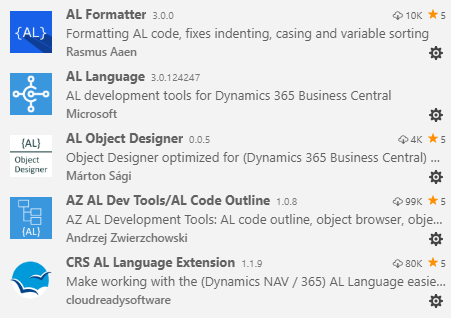 {AL}
AL Formatter 3.0.0 10K 5
Formatting AL code, fixes indenting, casing and variable sorting
Rasmus Aaen
AL Language 3.0.124247
AL development tools for Dynamics 365 Business Central
Microsoft
{AL}
Object
Designer
AL Object Designer 0.0.5 4K 5
Object Designer optimized for (Dynamics 365 Business Central) ...
Márton Sági
{AL}
AZ AL Dev Tools/AL Code Outline 1.0.8 99K 5
AZ AL Development Tools: AL code outline, object browser, obje...
Andrzej Zwierzchowski
CRS AL Language Extension 1.1.9 80K 5
Make working with the (Dynamics NAV / 365) AL Language easie...
cloudreadysoftware